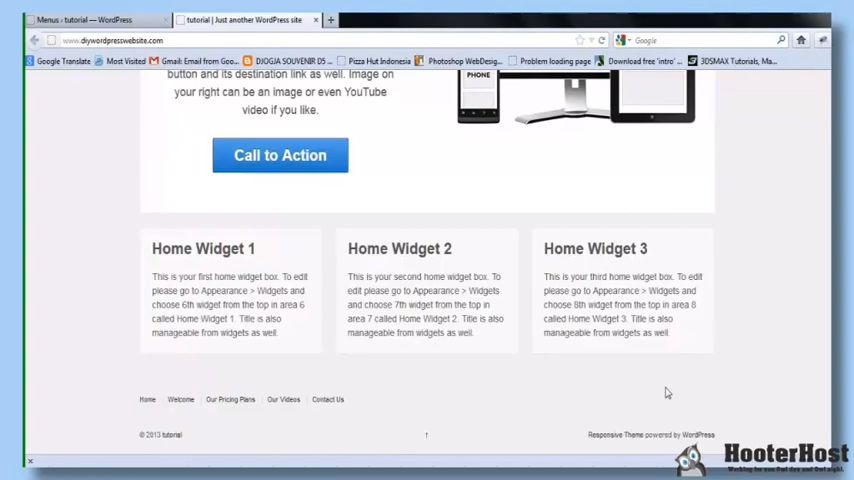 Menus ‹ tutorial — WordPress
tutorial | Just another WordPress site
www.diywordpresswebsite.com
Google
Google Translate
Most Visited
Gmail: Email from Goo...
DJOGJA SOUVENIR DS...
Pizza Hut Indonesia
Photoshop WebDesig...
Problem loading page
Download free 'intro' ...
3DSMAX Tutorials, Ma...
button and its destination link as well. Image on
your right can be an image or even YouTube
video if you like.
PHONE
Call to Action
Home Widget 1
This is your first home widget box. To edit
please go to Appearance > Widgets and
choose 6th widget from the top in area 6
called Home Widget 1. Title is also
manageable from widgets as well.
Home Widget 2
This is your second home widget box. To
edit please go to Appearance > Widgets
and choose 7th widget from the top in
area 7 called Home Widget 2. Title is also
manageable from widgets as well.
Home Widget 3
This is your third home widget box. To edit
please go to Appearance > Widgets and
choose 8th widget from the top in area 8
called Home Widget 3. Title is also
manageable from widgets as well.
Home
Welcome
Our Pricing Plans
Our Videos
Contact Us
© 2013 tutorial
↑
Responsive Theme powered by WordPress
HooterHost
Working for you Owl day and Owl night.